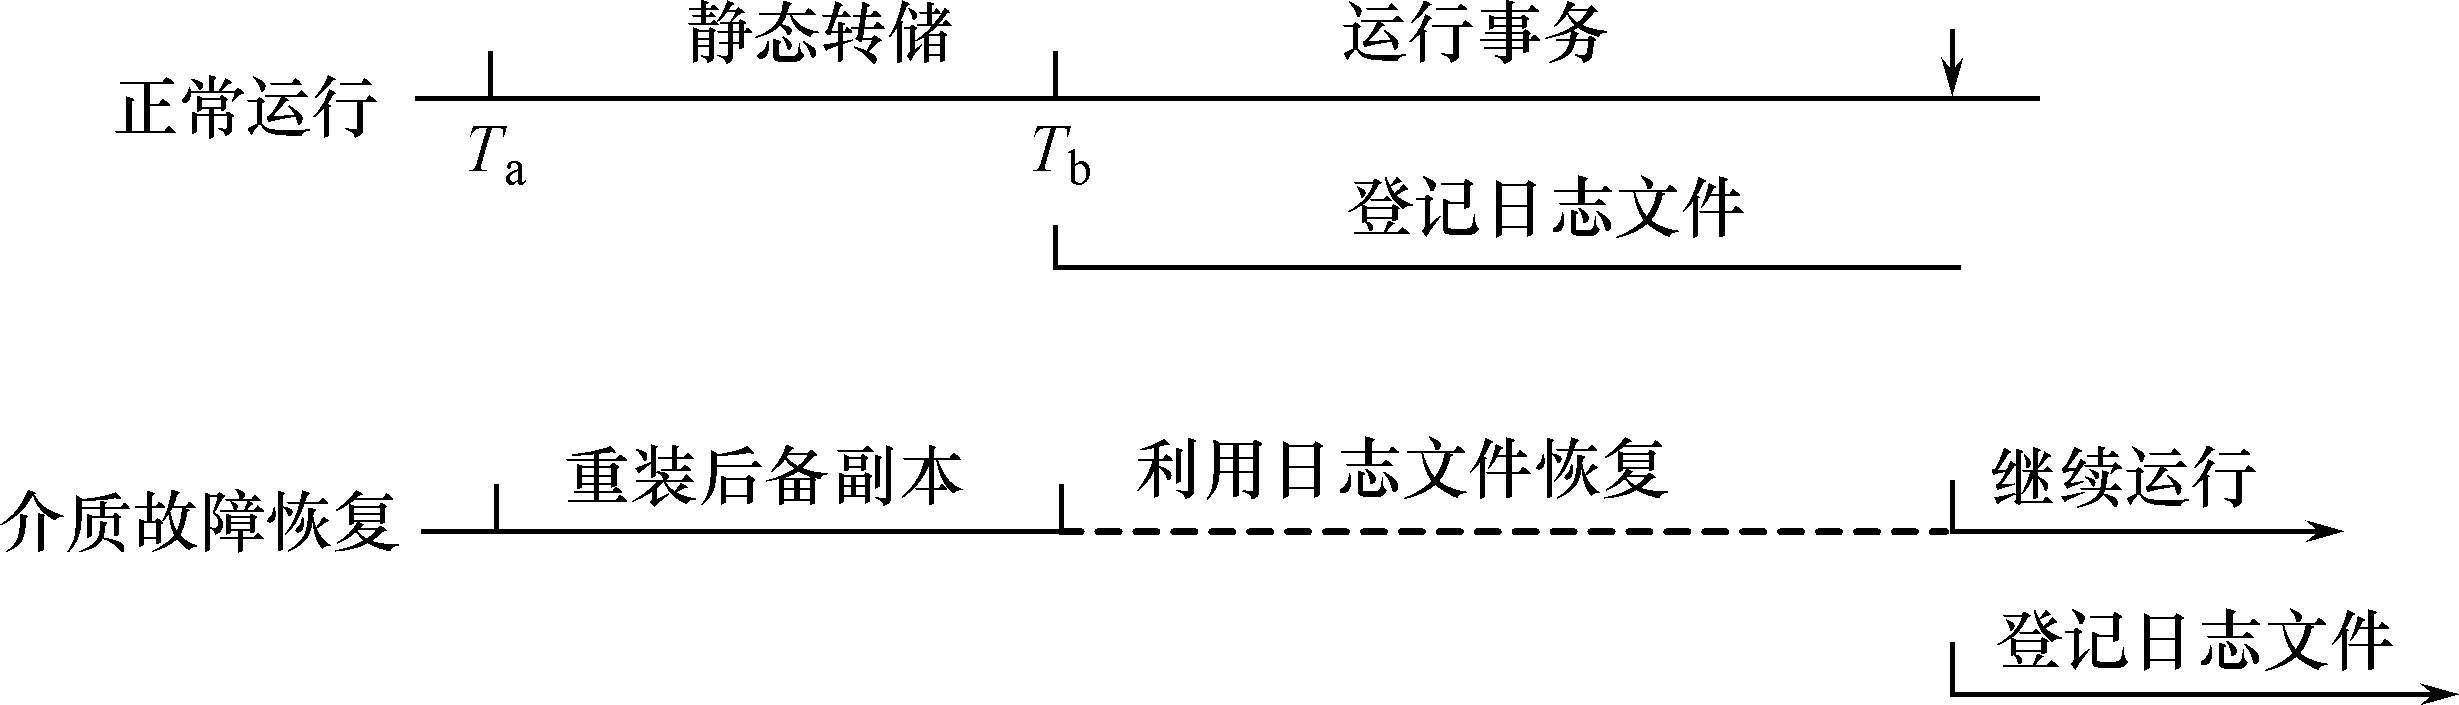 静态转储 运行事务
正常运行
Ta Tb
登记日志文件
重装后备副本 利用日志文件恢复 继续运行
介质故障恢复
登记日志文件